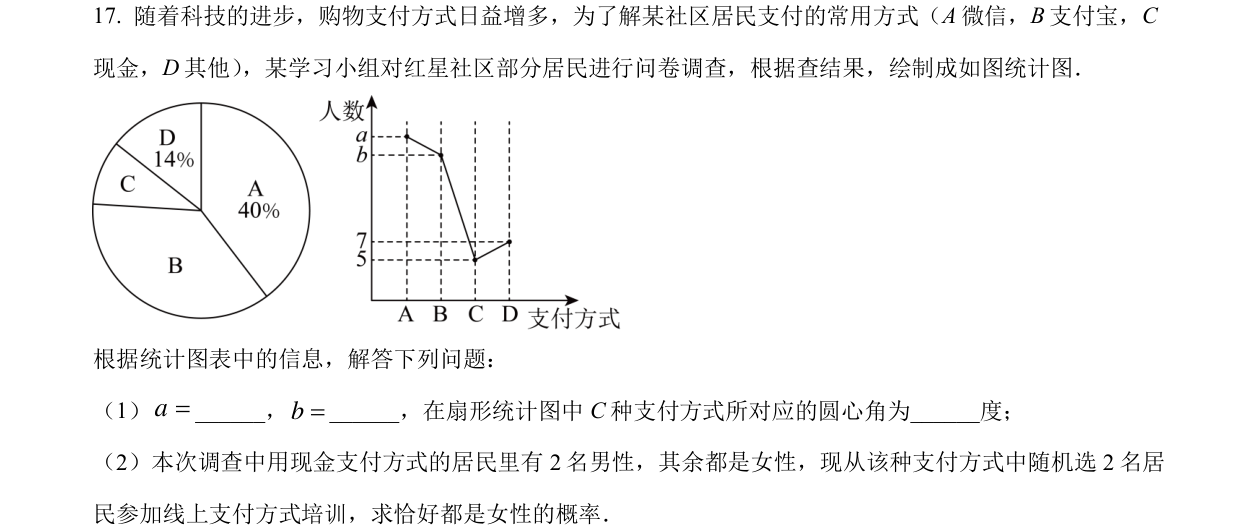 17. 随着科技的进步，购物支付方式日益增多，为了解某社区居民支付的常用方式（A 微信，B 支付宝，C
现金，D 其他），某学习小组对红星社区部分居民进行问卷调查，根据查结果，绘制成如图统计图．
D
14%
C
A
40%
B
人数
a
b
7
5
A B C D 支付方式
根据统计图表中的信息，解答下列问题：
（1）a = ______，b = ______，在扇形统计图中 C 种支付方式所对应的圆心角为______度；
（2）本次调查中用现金支付方式的居民里有 2 名男性，其余都是女性，现从该种支付方式中随机选 2 名居
民参加线上支付方式培训，求恰好都是女性的概率．